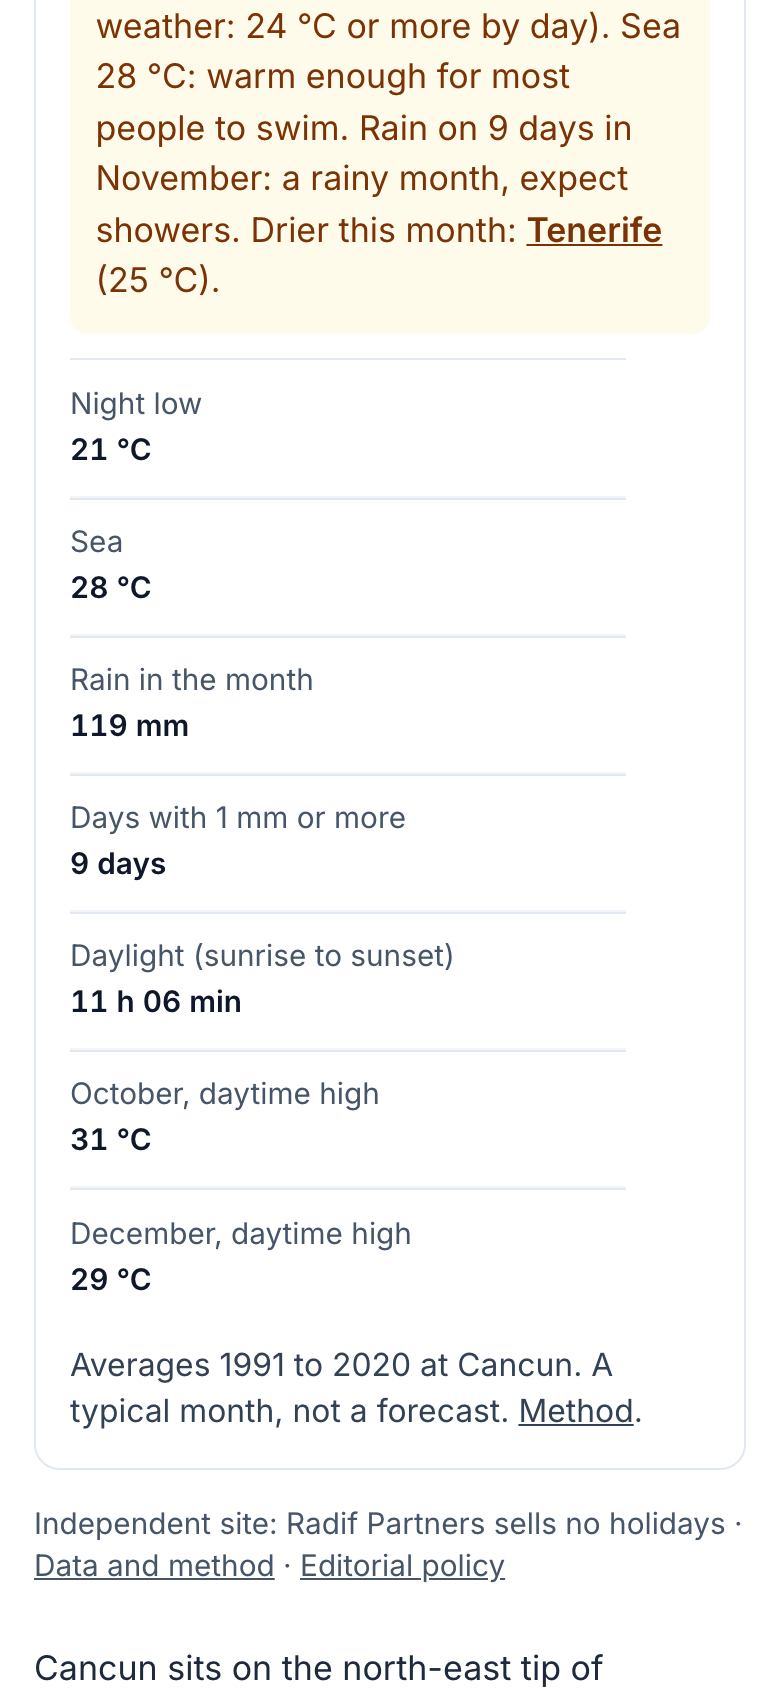 weather: 24 °C or more by day). Sea
28 °C: warm enough for most
people to swim. Rain on 9 days in
November: a rainy month, expect
showers. Drier this month: Tenerife
(25 °C).
Night low
21 °C
Sea
28 °C
Rain in the month
119 mm
Days with 1 mm or more
9 days
Daylight (sunrise to sunset)
11 h 06 min
October, daytime high
31 °C
December, daytime high
29 °C
Averages 1991 to 2020 at Cancun. A
typical month, not a forecast. Method.
Independent site: Radif Partners sells no holidays ·
Data and method · Editorial policy
Cancun sits on the north-east tip of